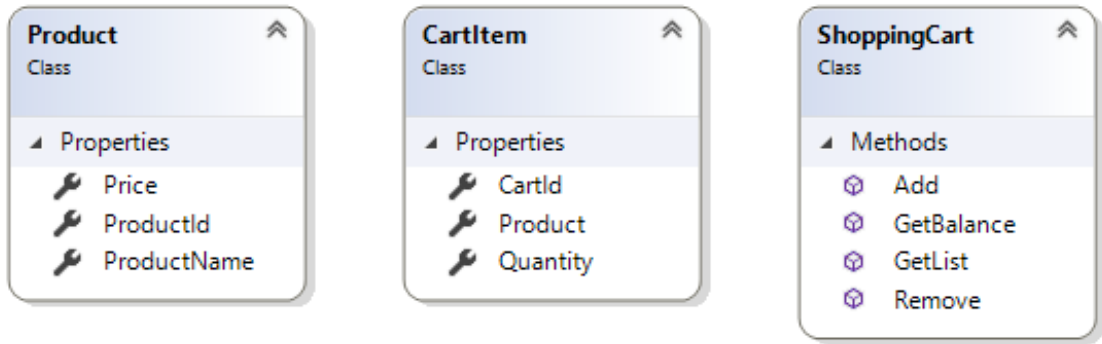 Product
Class
Properties
Price
ProductId
ProductName
CartItem
Class
Properties
CartId
Product
Quantity
ShoppingCart
Class
Methods
Add
GetBalance
GetList
Remove